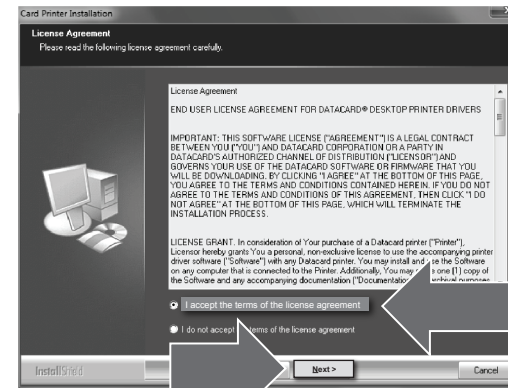 Card Printer Installation
License Agreement
Please read the following license agreement carefully.
License Agreement
END USER LICENSE AGREEMENT FOR DATACARD® DESKTOP PRINTER DRIVERS
IMPORTANT: THIS SOFTWARE LICENSE ("AGREEMENT") IS A LEGAL CONTRACT
BETWEEN YOU ("YOU") AND DATACARD CORPORATION OR A PARTY IN
DATACARD'S AUTHORIZED CHANNEL OF DISTRIBUTION ("LICENSOR") AND
GOVERNS YOUR USE OF THE DATACARD SOFTWARE OR FIRMWARE THAT YOU
WILL BE DOWNLOADING. BY CLICKING "I AGREE" AT THE BOTTOM OF THIS PAGE,
YOU AGREE TO THE TERMS AND CONDITIONS CONTAINED HEREIN. IF YOU DO NOT
AGREE TO THE TERMS AND CONDITIONS OF THIS AGREEMENT, THEN CLICK "I DO
NOT AGREE" AT THE BOTTOM OF THIS PAGE, WHICH WILL TERMINATE THE
INSTALLATION PROCESS.
LICENSE GRANT. In consideration of Your purchase of a Datacard printer ("Printer"),
Licensor hereby grants You a personal, non-exclusive license to use the accompanying printer
driver software ("Software") with any Datacard printer. You may install and use the Software
on any computer that is connected to the Printer. Additionally, You may one (1) copy of
the Software and any accompanying documentation ("Documentation archival purposes
I accept the terms of the license agreement
I do not accept terms of the license agreement
InstallShield
Next >
Cancel